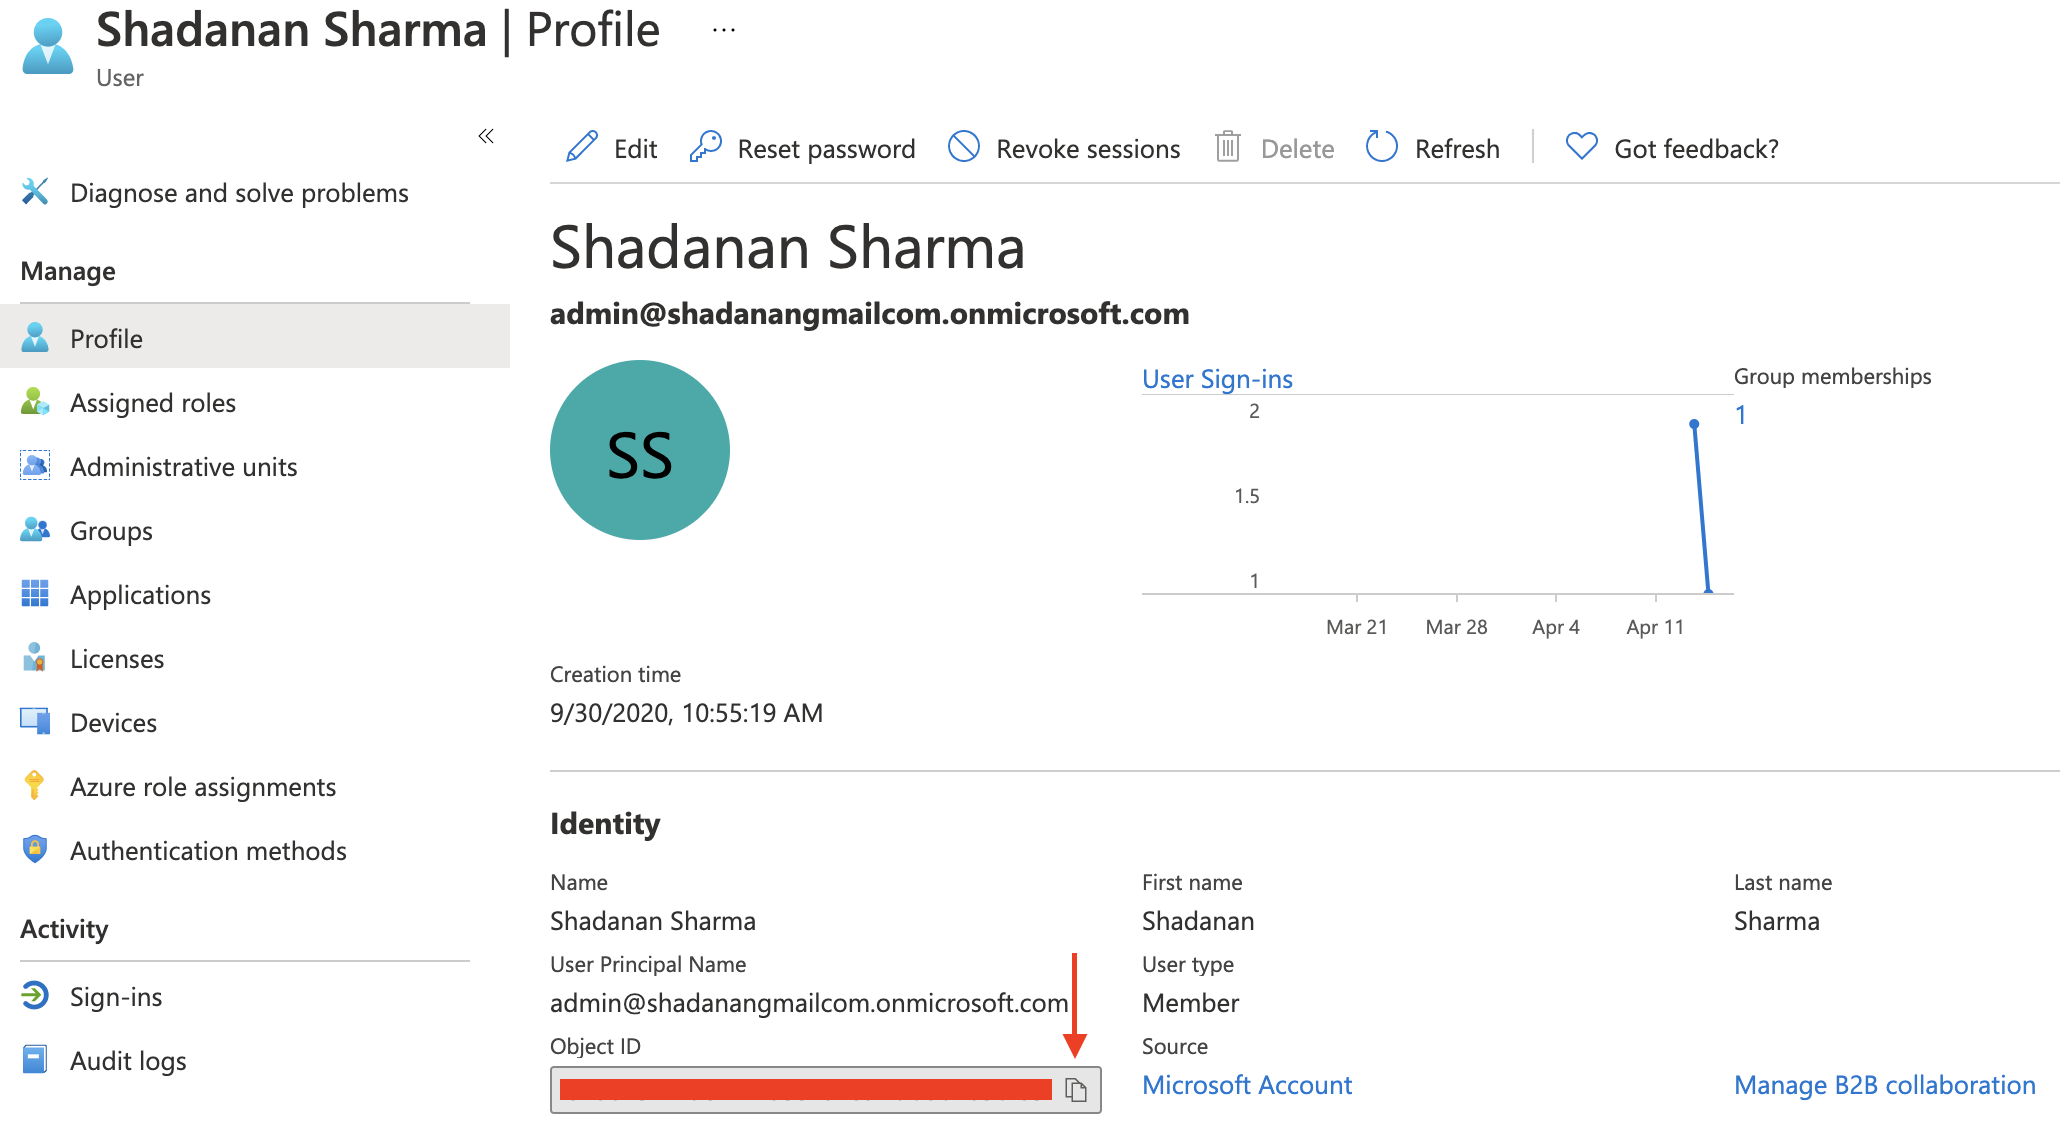 Shadanan Sharma | Profile ...
User
«
Edit Reset password Revoke sessions Delete Refresh Got feedback?
Diagnose and solve problems
Manage
Profile
Assigned roles
Administrative units
Groups
Applications
Licenses
Devices
Azure role assignments
Authentication methods
Activity
Sign-ins
Audit logs
Shadanan Sharma
admin@shadanangmailcom.onmicrosoft.com
SS
User Sign-ins
2
1.5
1
Mar 21 Mar 28 Apr 4 Apr 11
Group memberships
1
Creation time
9/30/2020, 10:55:19 AM
Identity
Name
Shadanan Sharma
First name
Shadanan
Last name
Sharma
User Principal Name
admin@shadanangmailcom.onmicrosoft.com
User type
Member
Object ID
Source
Microsoft Account
Manage B2B collaboration